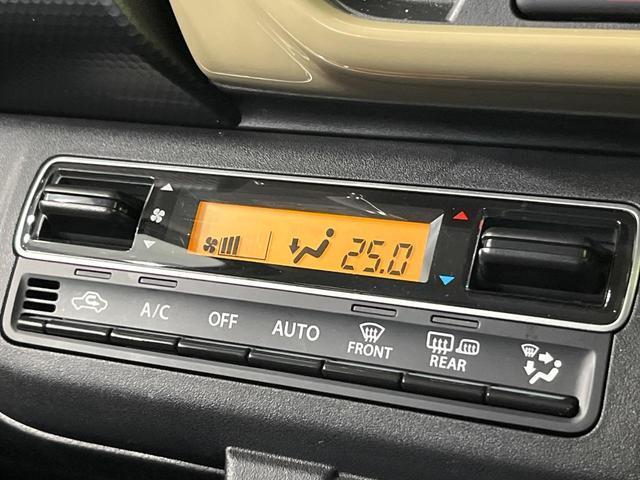 25.0
A/C OFF AUTO FRONT REAR